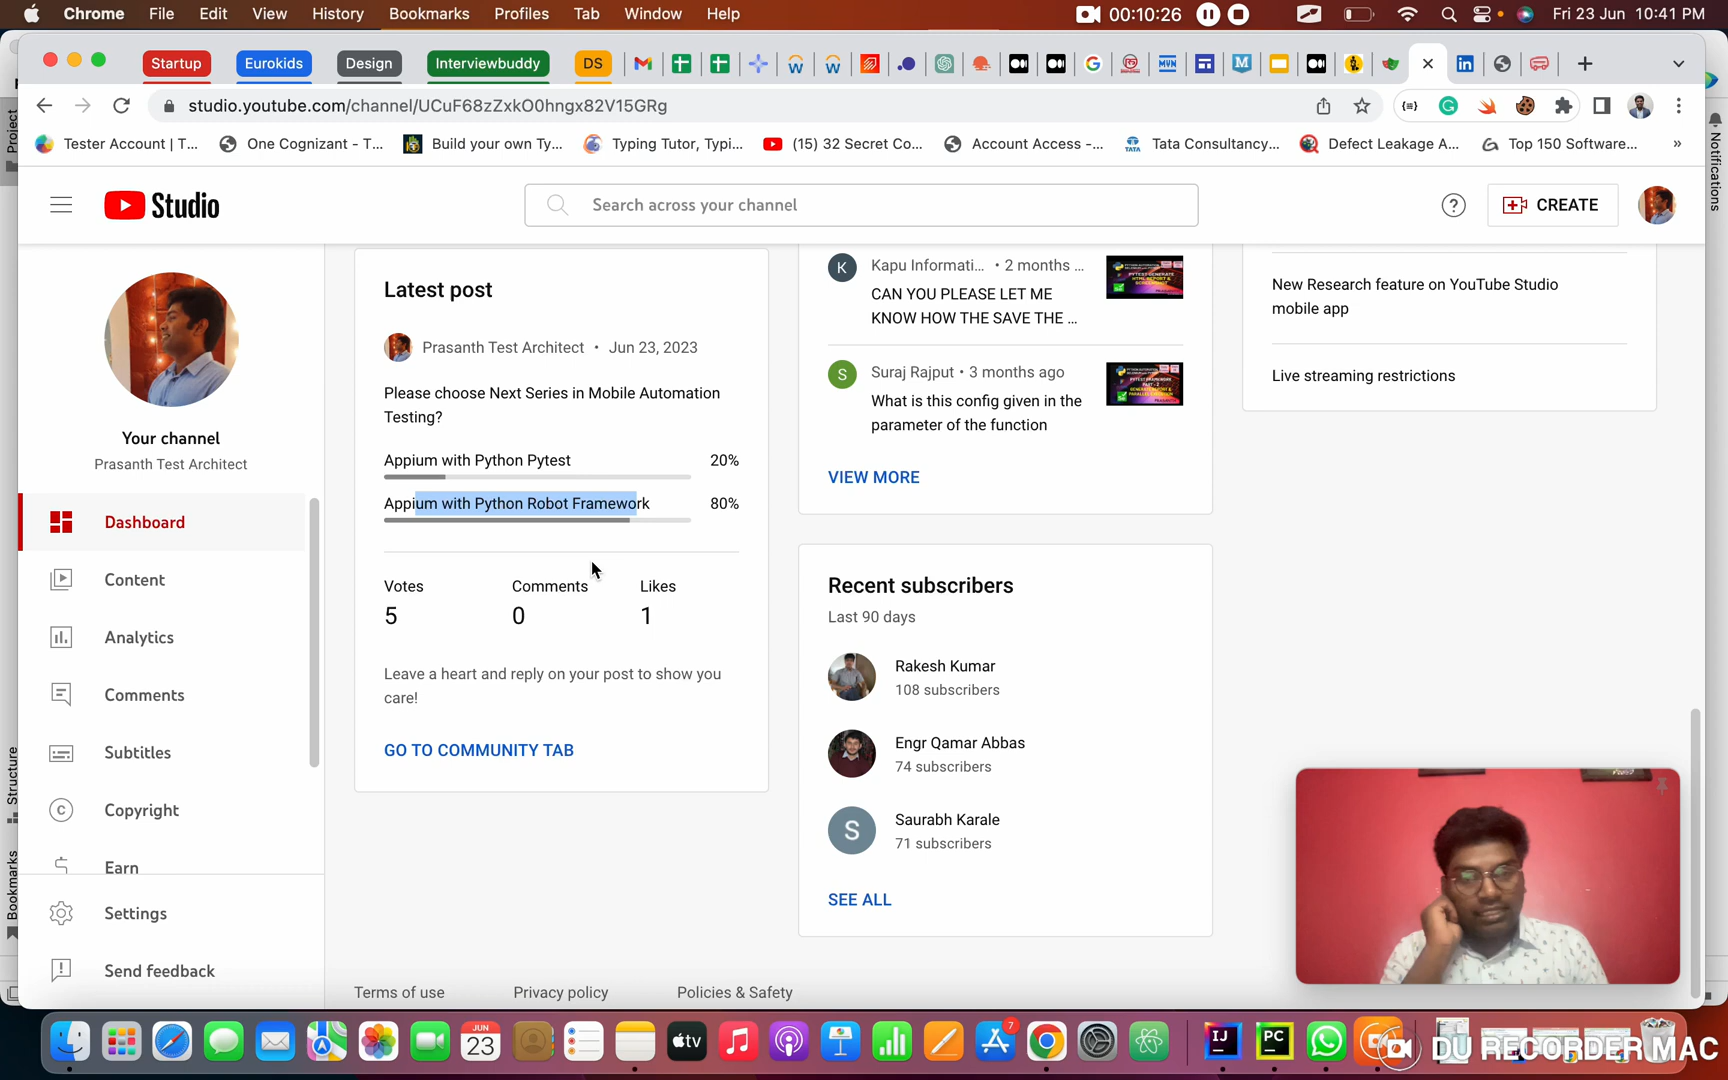 Chrome File Edit View History Bookmarks Profiles Tab Window Help 00:10:26 Fri 23 Jun 10:41 PM
Startup Eurokids Design Interviewbuddy DS
studio.youtube.com/channel/UCuF68zZxkO0hngx82V15GRg
Tester Account | T... One Cognizant - T... Build your own Ty... Typing Tutor, Typi... (15) 32 Secret Co... Account Access -... Tata Consultancy... Defect Leakage A... Top 150 Software... »
Project
Notifications
Structure
Bookmarks
Studio
Search across your channel
CREATE
Your channel
Prasanth Test Architect
Dashboard
Content
Analytics
Comments
Subtitles
Copyright
Earn
Settings
Send feedback
Latest post
Prasanth Test Architect • Jun 23, 2023
Please choose Next Series in Mobile Automation
Testing?
Appium with Python Pytest 20%
Appium with Python Robot Framework 80%
Votes Comments Likes
5 0 1
Leave a heart and reply on your post to show you
care!
GO TO COMMUNITY TAB
K Kapu Informati... • 2 months ...
CAN YOU PLEASE LET ME
KNOW HOW THE SAVE THE ...
S Suraj Rajput • 3 months ago
What is this config given in the
parameter of the function
VIEW MORE
Recent subscribers
Last 90 days
Rakesh Kumar
108 subscribers
Engr Qamar Abbas
74 subscribers
S Saurabh Karale
71 subscribers
SEE ALL
New Research feature on YouTube Studio
mobile app
Live streaming restrictions
Terms of use Privacy policy Policies & Safety
JUN
23
tv
7
IJ
PC
DU RECORDER MAC